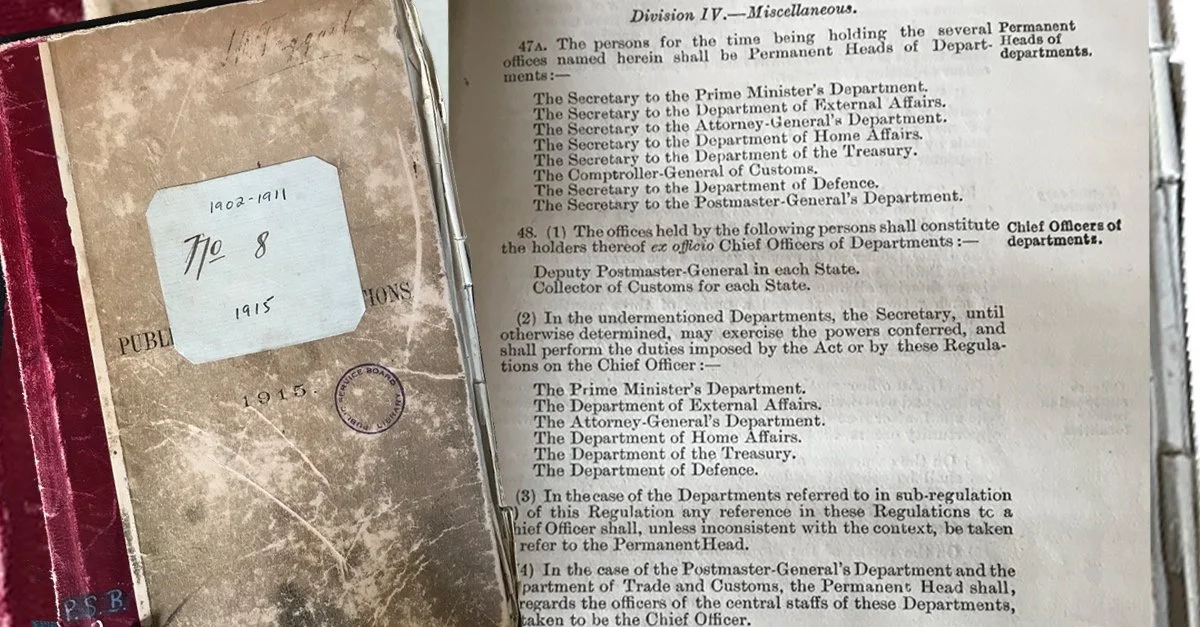 1902-1911
No 8
1915
PUBL
IONS
1915.
PUBLIC SERVICE BOARD LIBRARY
P.S.B.
Division IV.—Miscellaneous.
47A. The persons for the time being holding the several
offices named herein shall be Permanent Heads of Depart-
ments:—
Permanent
Heads of
departments.
The Secretary to the Prime Minister's Department.
The Secretary to the Department of External Affairs.
The Secretary to the Attorney-General's Department.
The Secretary to the Department of Home Affairs.
The Secretary to the Department of the Treasury.
The Comptroller-General of Customs.
The Secretary to the Department of Defence.
The Secretary to the Postmaster-General's Department.
48. (1) The offices held by the following persons shall constitute
the holders thereof ex officio Chief Officers of Departments:—
Chief Officers of
departments.
Deputy Postmaster-General in each State.
Collector of Customs for each State.
(2) In the undermentioned Departments, the Secretary, until
otherwise determined, may exercise the powers conferred, and
shall perform the duties imposed by the Act or by these Regula-
tions on the Chief Officer:—
The Prime Minister's Department.
The Department of External Affairs.
The Attorney-General's Department.
The Department of Home Affairs.
The Department of the Treasury.
The Department of Defence.
(3) In the case of the Departments referred to in sub-regulation
) of this Regulation any reference in these Regulations tc a
hief Officer shall, unless inconsistent with the context, be taken
refer to the Permanent Head.
4) In the case of the Postmaster-General's Department and the
partment of Trade and Customs, the Permanent Head shall,
regards the officers of the central staffs of these Departments,
taken to be the Chief Officer.